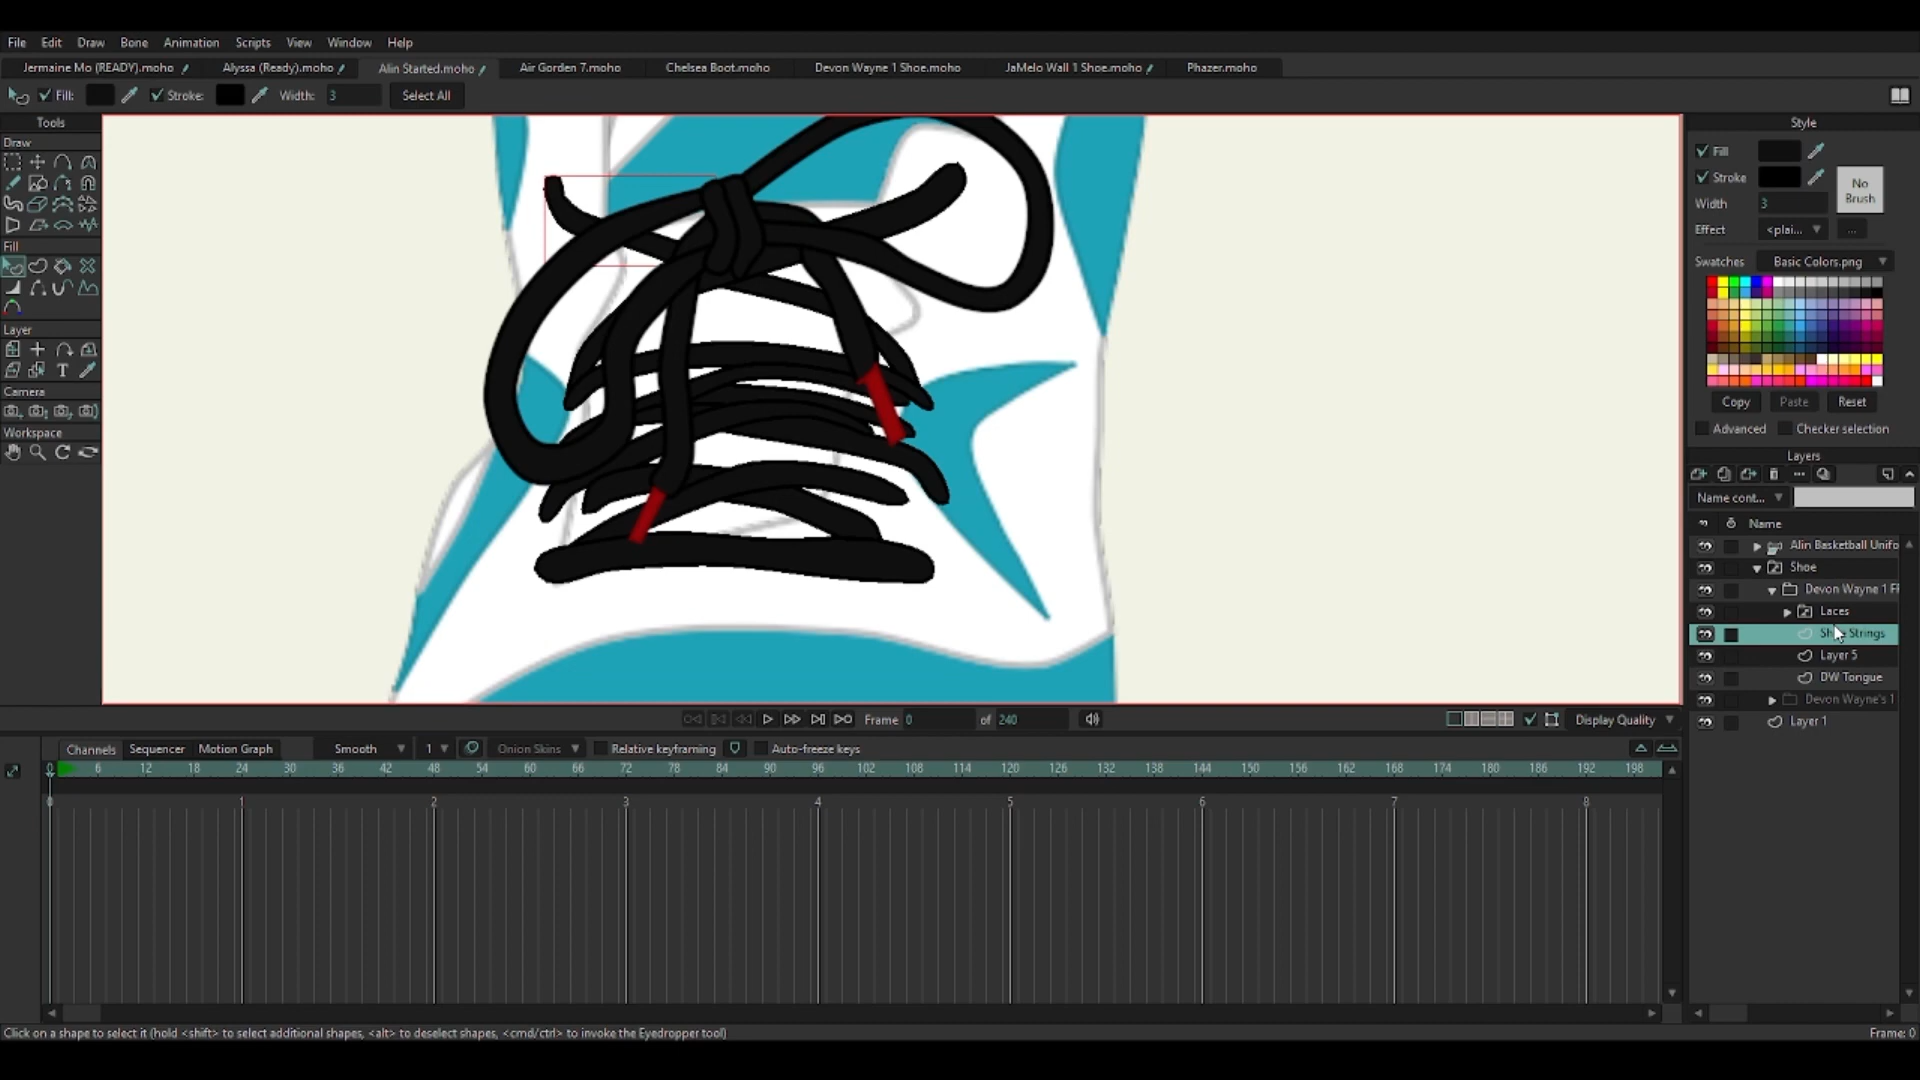 File Edit Draw Bone Animation Scripts View Window Help
Jermaine Mo (READY).moho Alyssa (Ready).moho Alin Started.moho Air Gorden 7.moho Chelsea Boot.moho Devon Wayne 1 Shoe.moho JaMelo Wall 1 Shoe.moho Phazer.moho
Fill: Stroke: Width: 3 Select All
Tools
Draw
Fill
Layer
Camera
Workspace
Style
Fill
Stroke
No Brush
Width 3
Effect <plai... ...
Swatches Basic Colors.png
Copy Paste Reset
Advanced Checker selection
Layers
Name cont...
Name
Alin Basketball Unifo
Shoe
Devon Wayne 1 F
Laces
Strings
Layer 5
DW Tongue
Devon Wayne's 1
Layer 1
Frame 0 of 240 Display Quality
Channels Sequencer Motion Graph Smooth 1 Onion Skins Relative keyframing Auto-freeze keys
0 6 12 18 24 30 36 42 48 54 60 66 72 78 84 90 96 102 108 114 120 126 132 138 144 150 156 162 168 174 180 186 192 198
0 1 2 3 4 5 6 7 8
Click on a shape to select it (hold <shift> to select additional shapes, <alt> to deselect shapes, <cmd/ctrl> to invoke the Eyedropper tool) Frame: 0